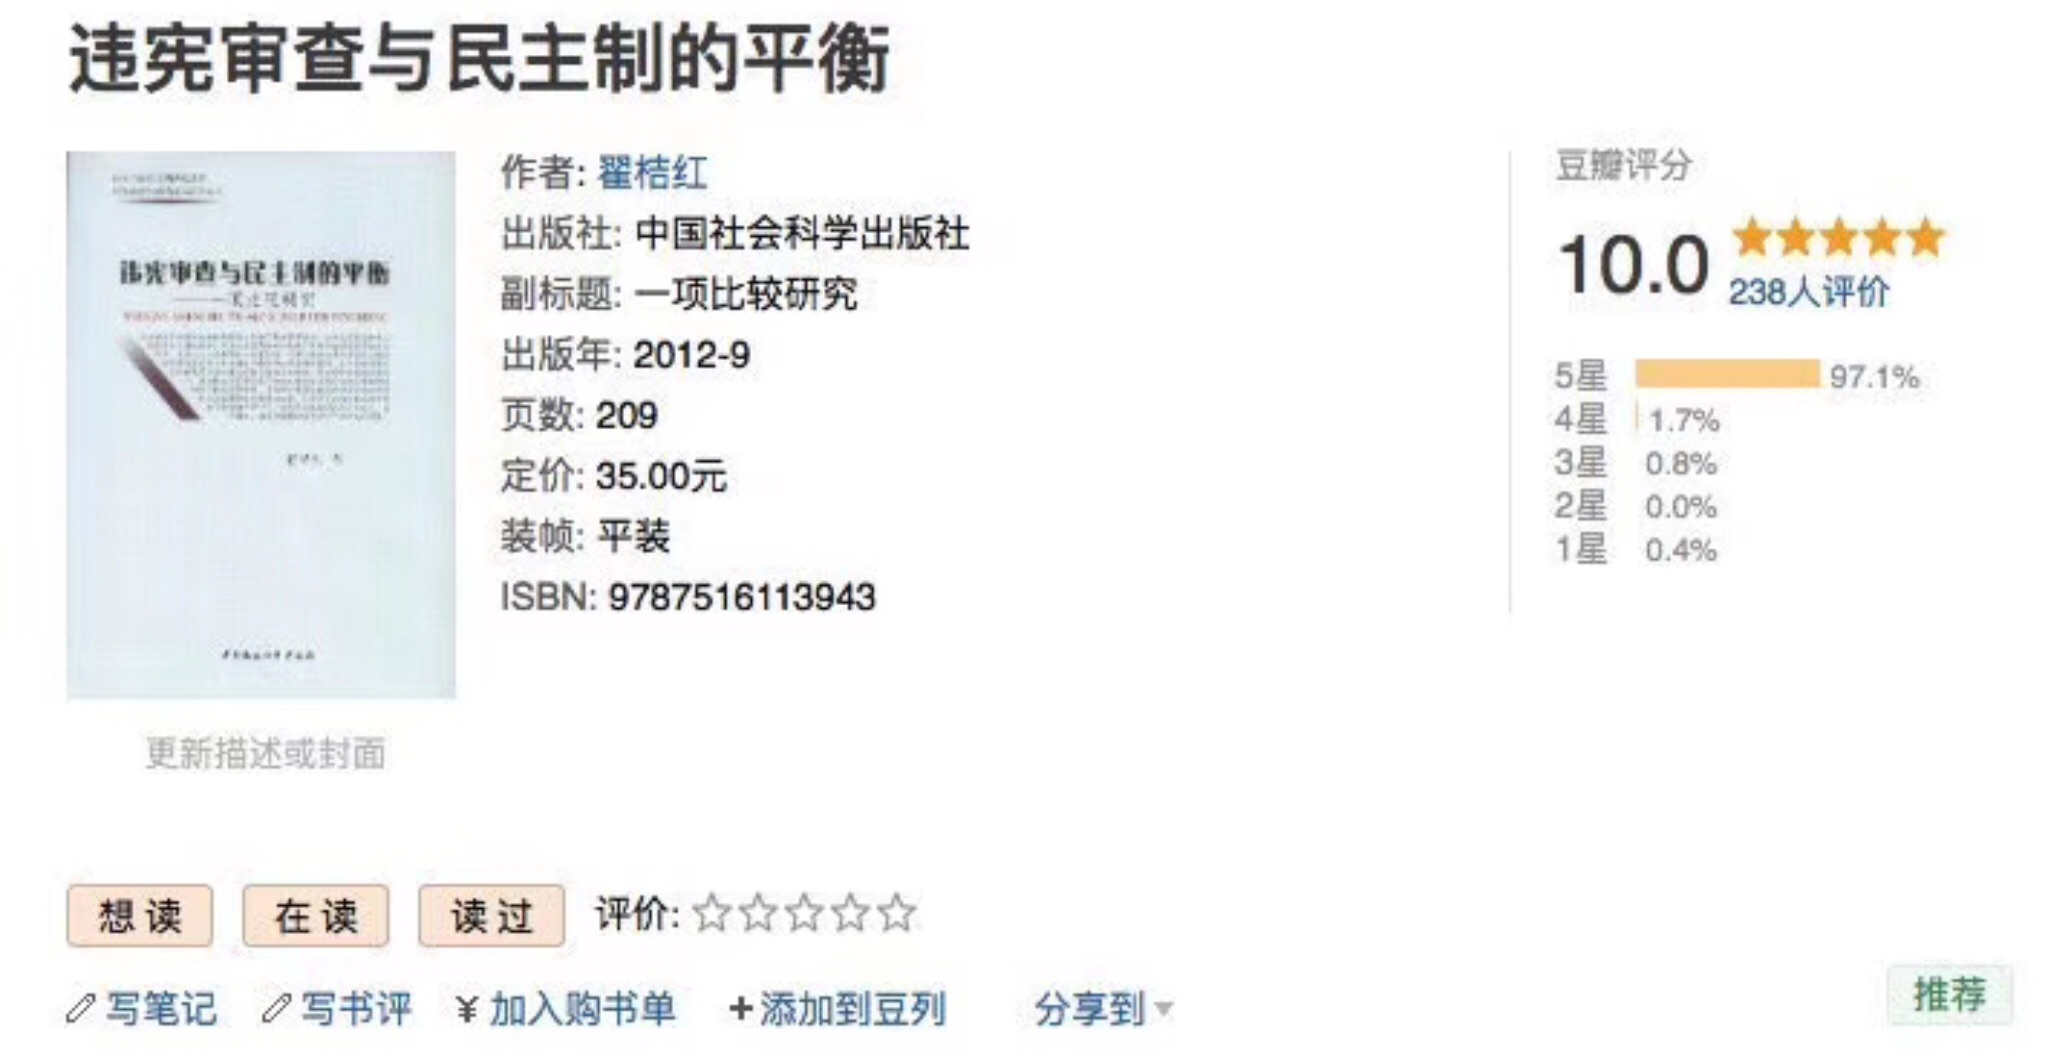 违宪审查与民主制的平衡
违宪审查与民主制的平衡
作者: 翟桔红
出版社: 中国社会科学出版社
副标题: 一项比较研究
出版年: 2012-9
页数: 209
定价: 35.00元
装帧: 平装
ISBN: 9787516113943
更新描述或封面
豆瓣评分
10.0
238人评价
5星 97.1%
4星 1.7%
3星 0.8%
2星 0.0%
1星 0.4%
想读 在读 读过 评价:
写笔记 写书评 ¥ 加入购书单 +添加到豆列 分享到
推荐